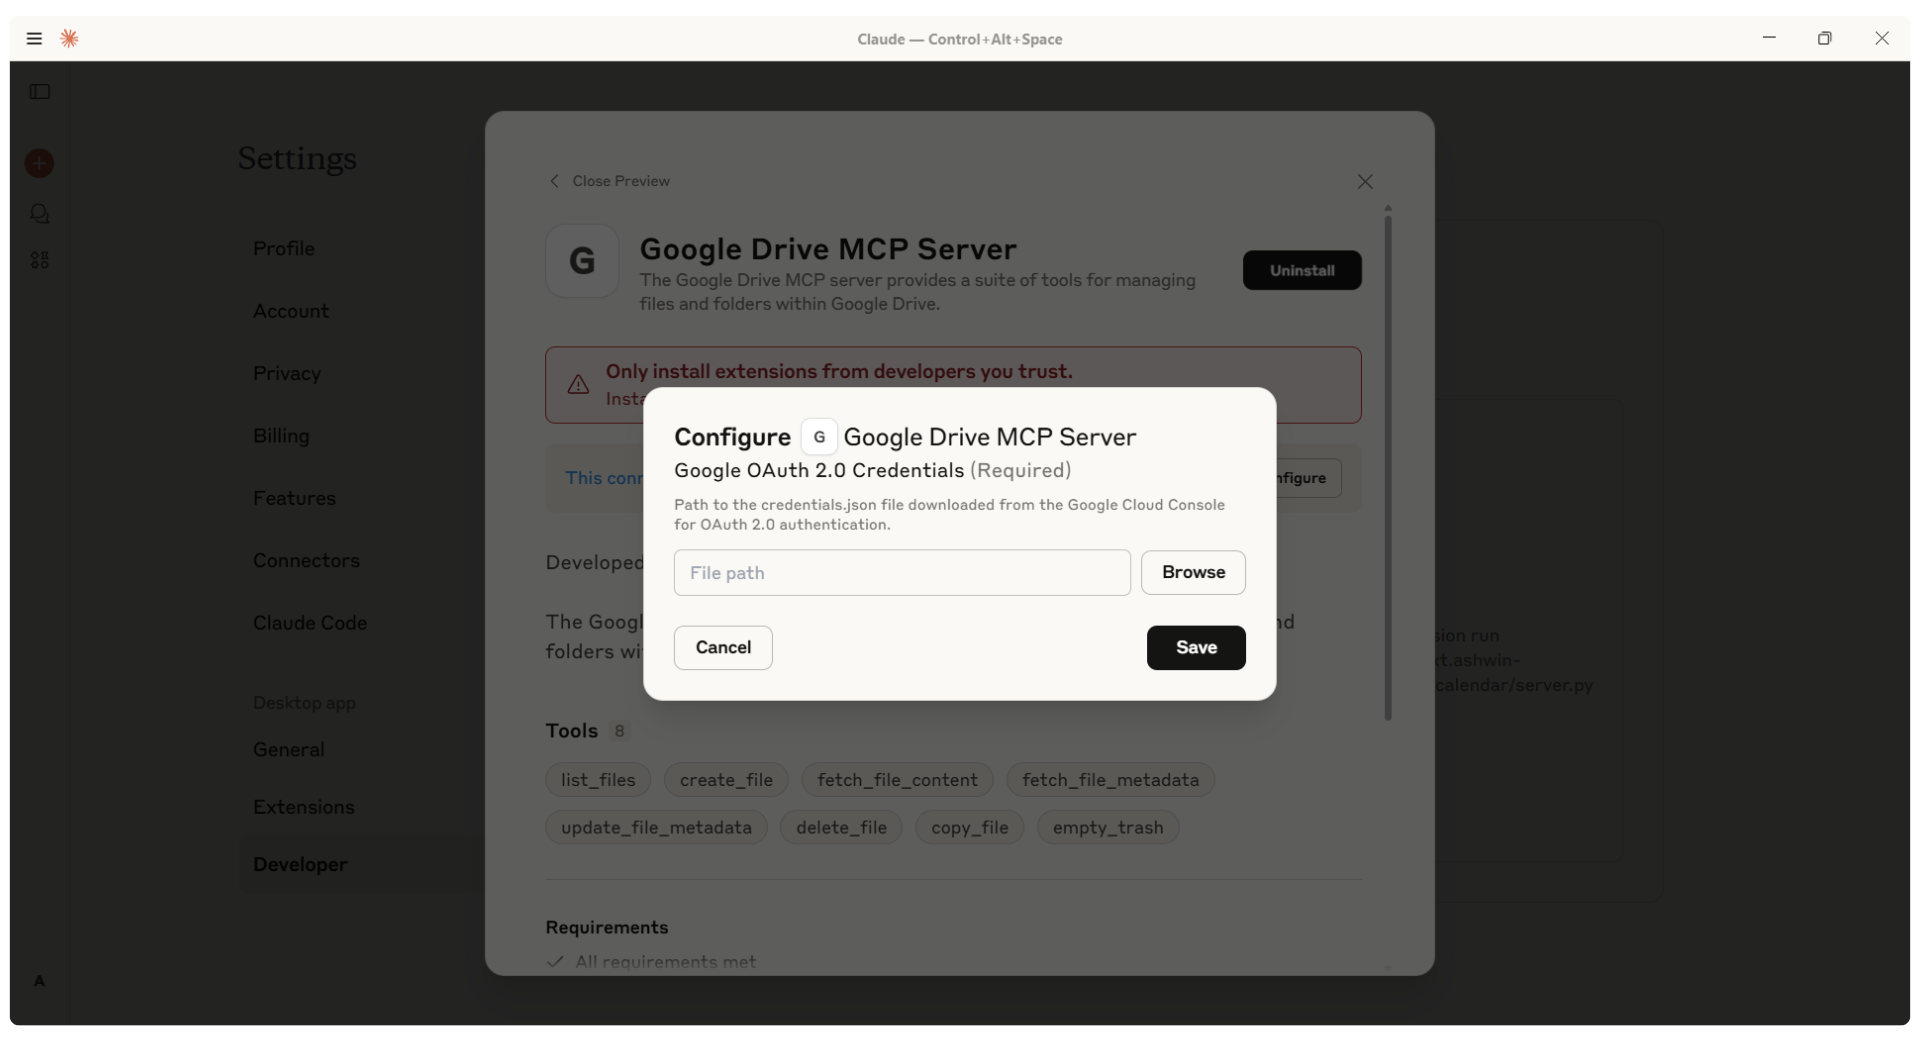 Claude — Control+Alt+Space
Settings
Profile
Account
Privacy
Billing
Features
Connectors
Claude Code
Desktop app
General
Extensions
Developer
A
Close Preview
G
Google Drive MCP Server
Uninstall
The Google Drive MCP server provides a suite of tools for managing
files and folders within Google Drive.
Only install extensions from developers you trust.
Insta
This conn
nfigure
Developed
The Googl
nd
folders wi
Configure G Google Drive MCP Server
Google OAuth 2.0 Credentials (Required)
Path to the credentials.json file downloaded from the Google Cloud Console
for OAuth 2.0 authentication.
File path
Browse
Cancel
Save
Tools 8
list_files create_file fetch_file_content fetch_file_metadata
update_file_metadata delete_file copy_file empty_trash
Requirements
All requirements met
sion run
xt.ashwin-
calendar/server.py